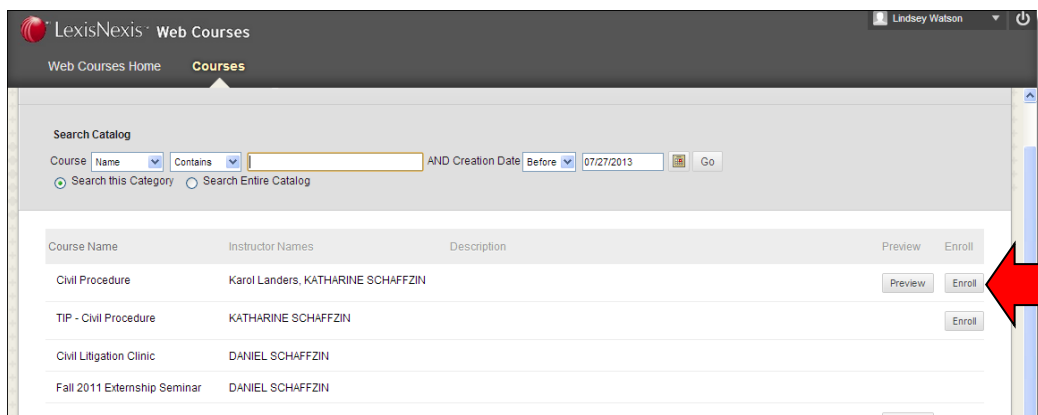 Lindsey Watson
LexisNexis Web Courses
Web Courses Home Courses
Search Catalog
Course Name Contains AND Creation Date Before 07/27/2013 Go
Search this Category Search Entire Catalog
Course Name Instructor Names Description Preview Enroll
Civil Procedure Karol Landers, KATHARINE SCHAFFZIN Preview Enroll
TIP - Civil Procedure KATHARINE SCHAFFZIN Enroll
Civil Litigation Clinic DANIEL SCHAFFZIN
Fall 2011 Externship Seminar DANIEL SCHAFFZIN